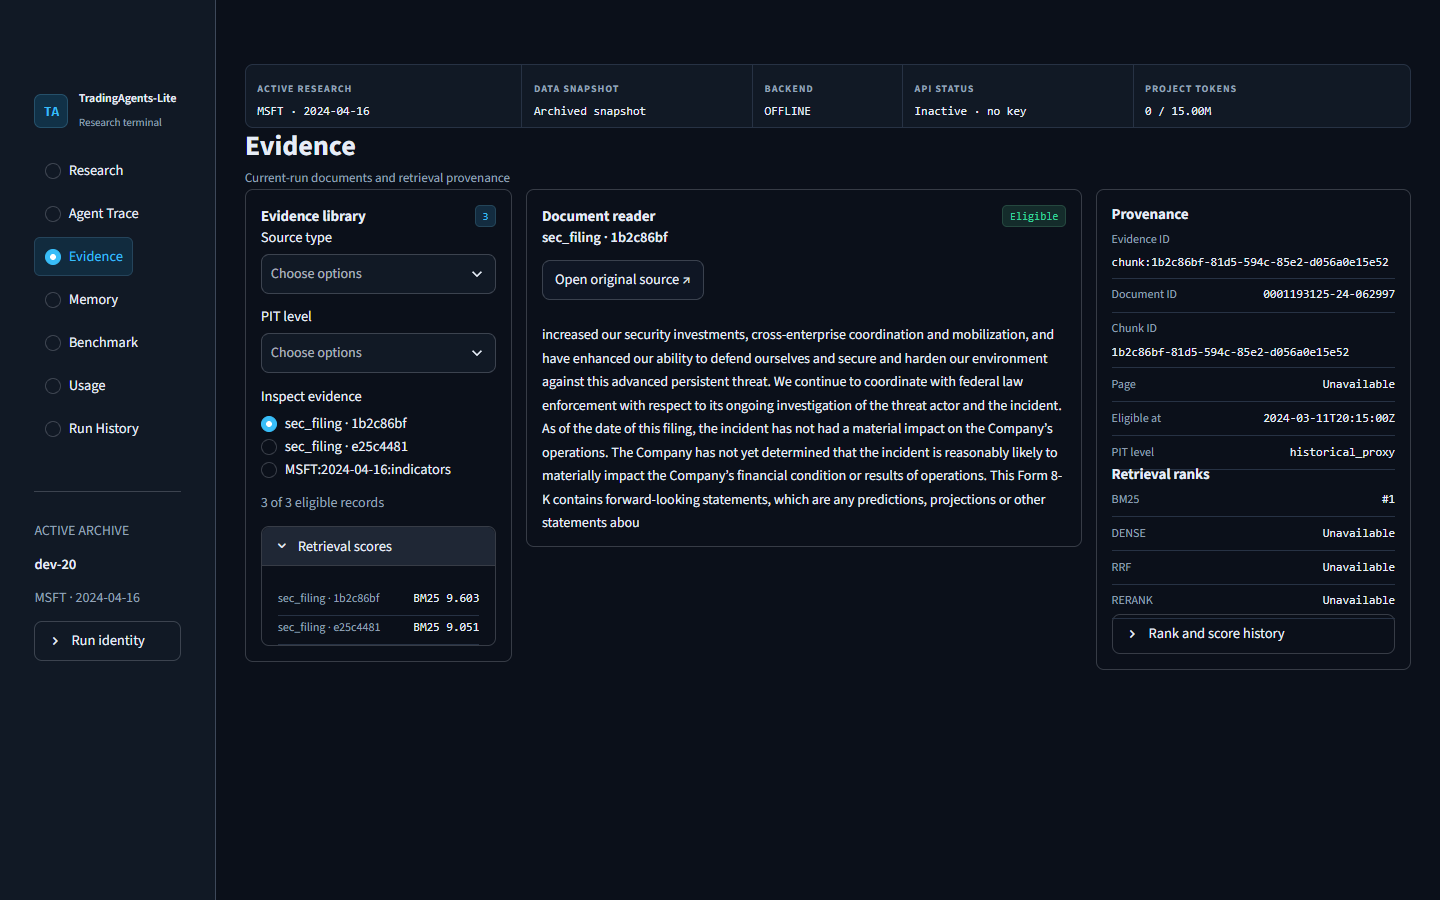 TA
TradingAgents-Lite
Research terminal
Research
Agent Trace
Evidence
Memory
Benchmark
Usage
Run History
ACTIVE ARCHIVE
dev-20
MSFT · 2024-04-16
Run identity
ACTIVE RESEARCH
MSFT · 2024-04-16
DATA SNAPSHOT
Archived snapshot
BACKEND
OFFLINE
API STATUS
Inactive · no key
PROJECT TOKENS
0 / 15.00M
Evidence
Current-run documents and retrieval provenance
Evidence library 3
Source type
Choose options
PIT level
Choose options
Inspect evidence
sec_filing · 1b2c86bf
sec_filing · e25c4481
MSFT:2024-04-16:indicators
3 of 3 eligible records
Retrieval scores
sec_filing · 1b2c86bf BM25 9.603
sec_filing · e25c4481 BM25 9.051
Document reader Eligible
sec_filing · 1b2c86bf
Open original source ↗
increased our security investments, cross-enterprise coordination and mobilization, and
have enhanced our ability to defend ourselves and secure and harden our environment
against this advanced persistent threat. We continue to coordinate with federal law
enforcement with respect to its ongoing investigation of the threat actor and the incident.
As of the date of this filing, the incident has not had a material impact on the Company’s
operations. The Company has not yet determined that the incident is reasonably likely to
materially impact the Company’s financial condition or results of operations. This Form 8-
K contains forward-looking statements, which are any predictions, projections or other
statements abou
Provenance
Evidence ID
chunk:1b2c86bf-81d5-594c-85e2-d056a0e15e52
Document ID 0001193125-24-062997
Chunk ID
1b2c86bf-81d5-594c-85e2-d056a0e15e52
Page Unavailable
Eligible at 2024-03-11T20:15:00Z
PIT level historical_proxy
Retrieval ranks
BM25 #1
DENSE Unavailable
RRF Unavailable
RERANK Unavailable
Rank and score history